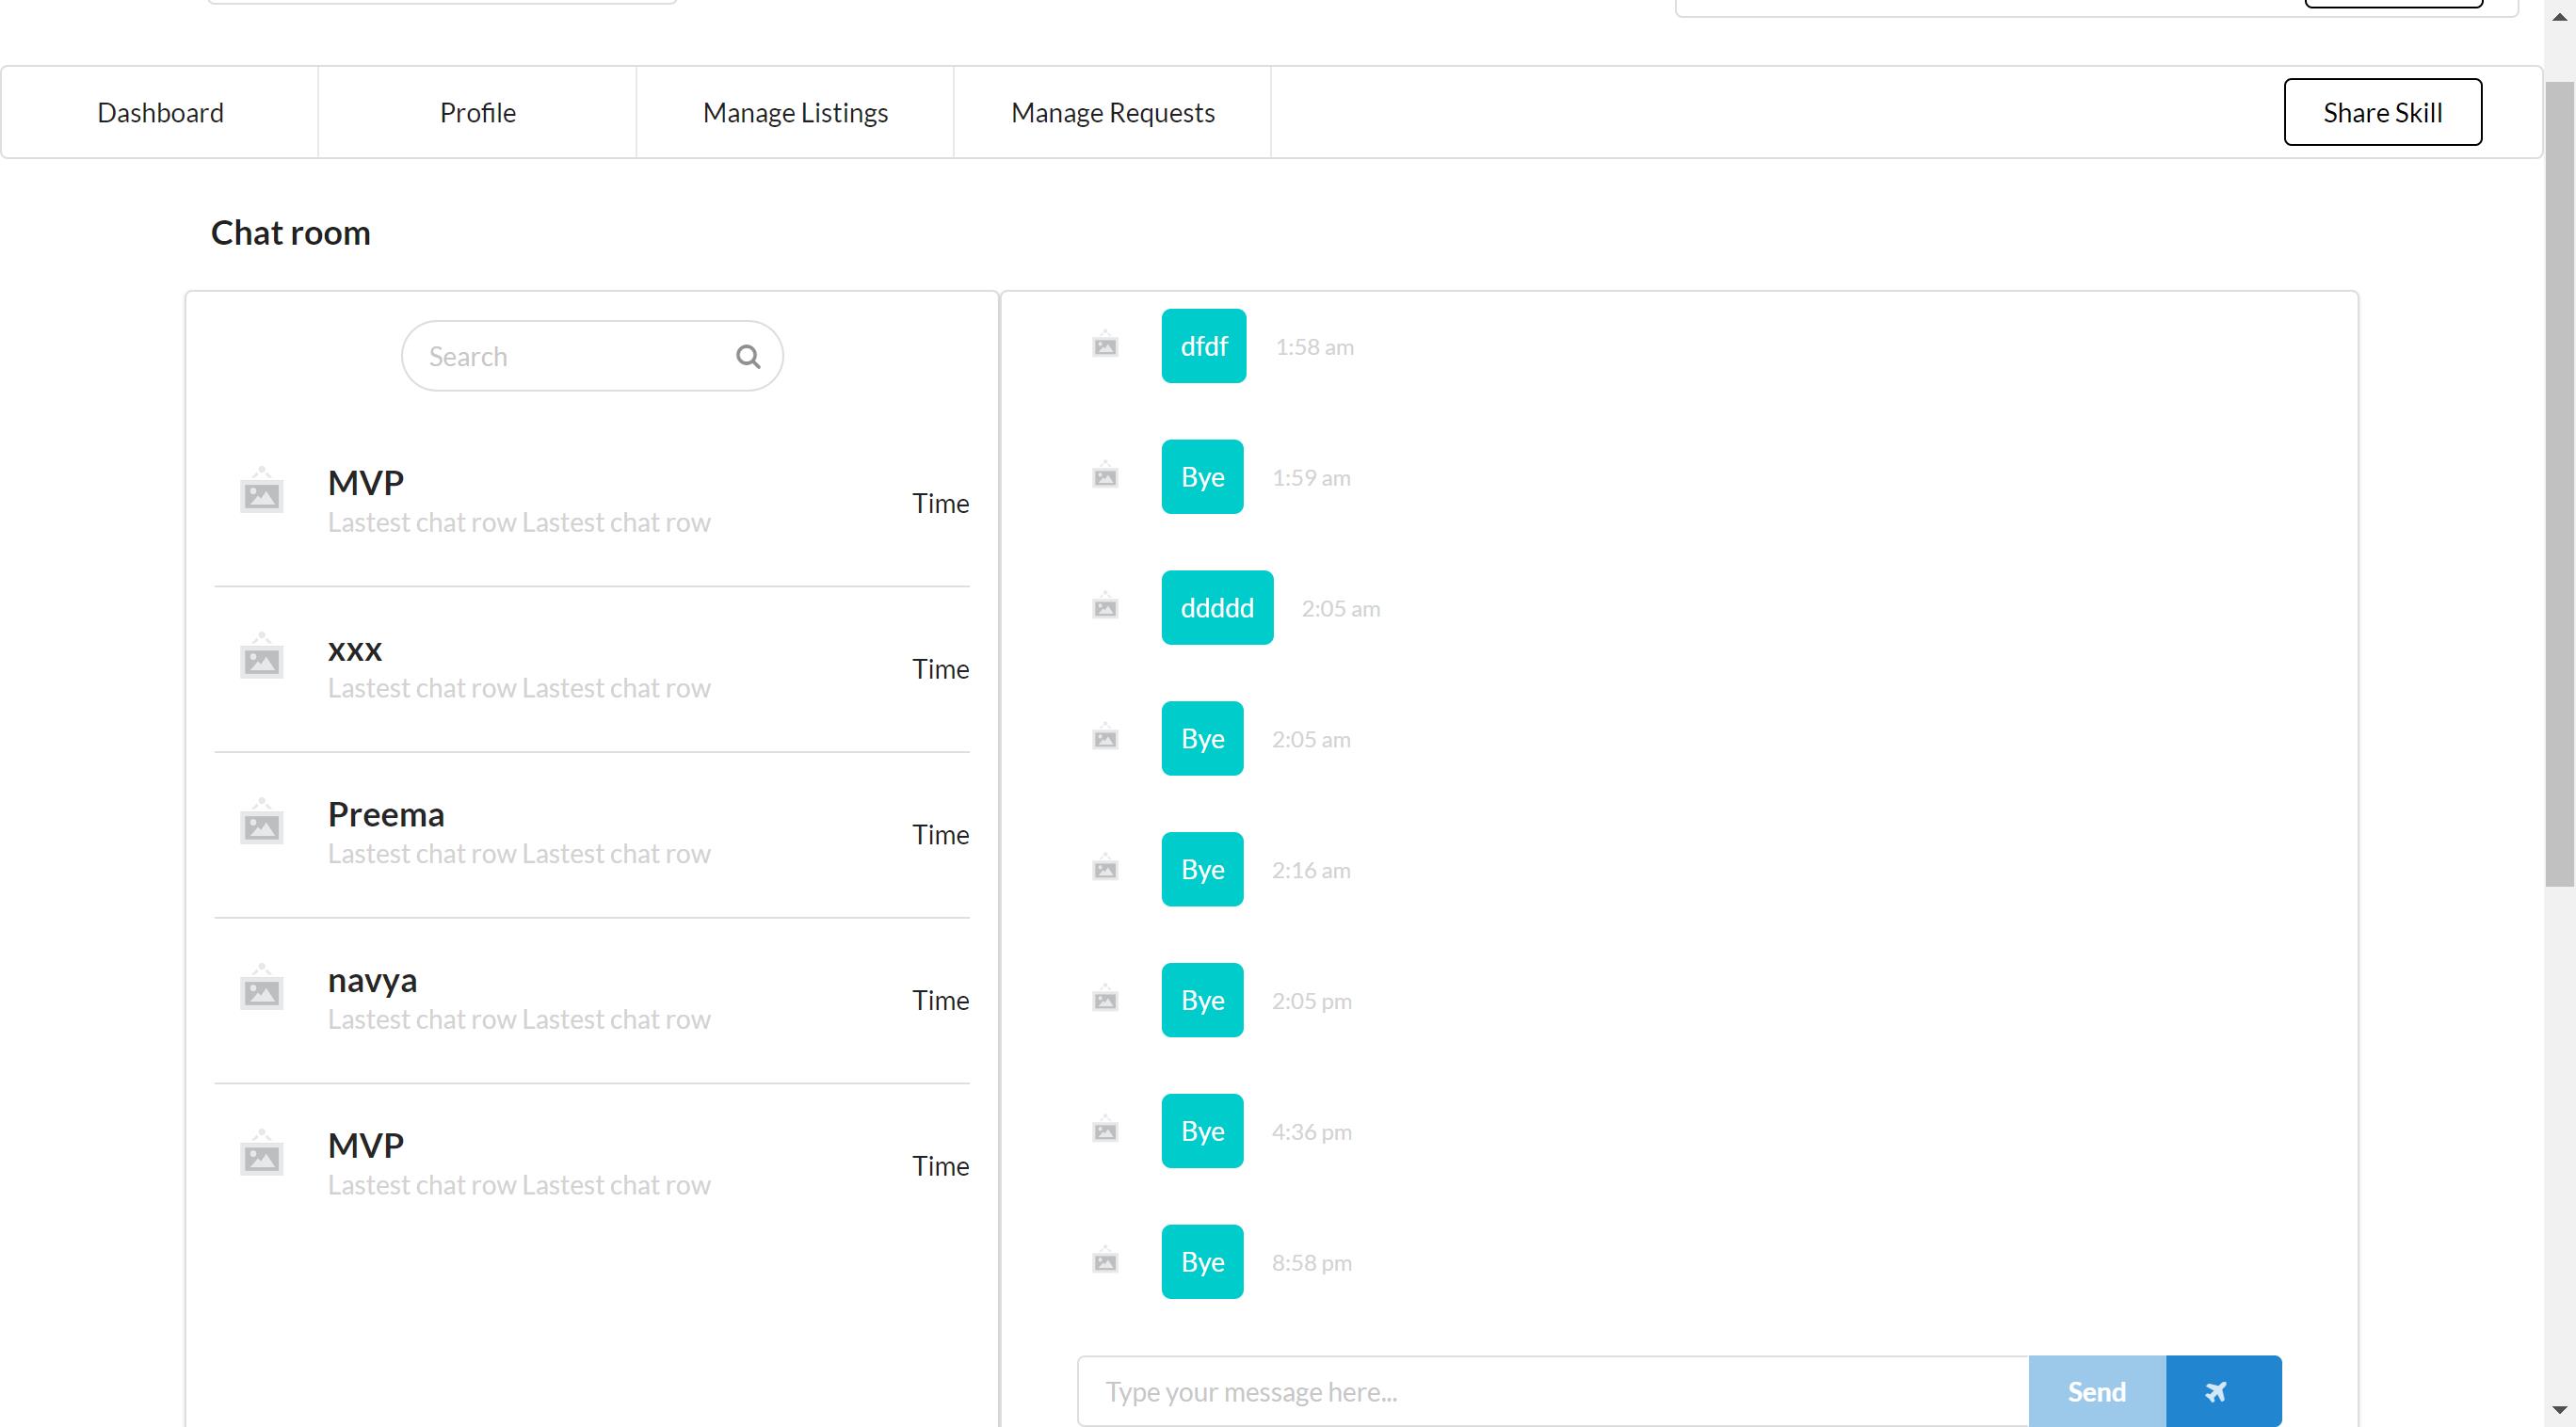 Dashboard
Profile
Manage Listings
Manage Requests
Share Skill
Chat room
Search
MVP
Lastest chat row Lastest chat row
Time
xxx
Lastest chat row Lastest chat row
Time
Preema
Lastest chat row Lastest chat row
Time
navya
Lastest chat row Lastest chat row
Time
MVP
Lastest chat row Lastest chat row
Time
dfdf 1:58 am
Bye 1:59 am
ddddd 2:05 am
Bye 2:05 am
Bye 2:16 am
Bye 2:05 pm
Bye 4:36 pm
Bye 8:58 pm
Type your message here...
Send